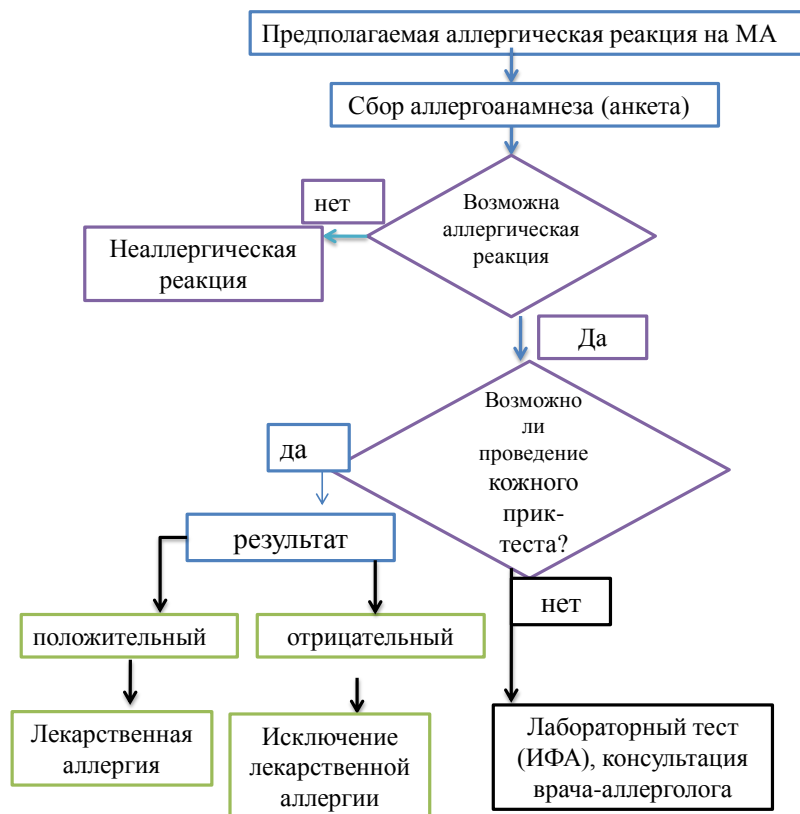 Предполагаемая аллергическая реакция на МА
Сбор аллергоанамнеза (анкета)
Возможна
аллергическая
реакция
нет
Неаллергическая
реакция
Да
Возможно
ли
проведение
кожного
прик-
теста?
да
результат
нет
положительный
отрицательный
Лекарственная
аллергия
Исключение
лекарственной
аллергии
Лабораторный тест
(ИФА), консультация
врача-аллерголога